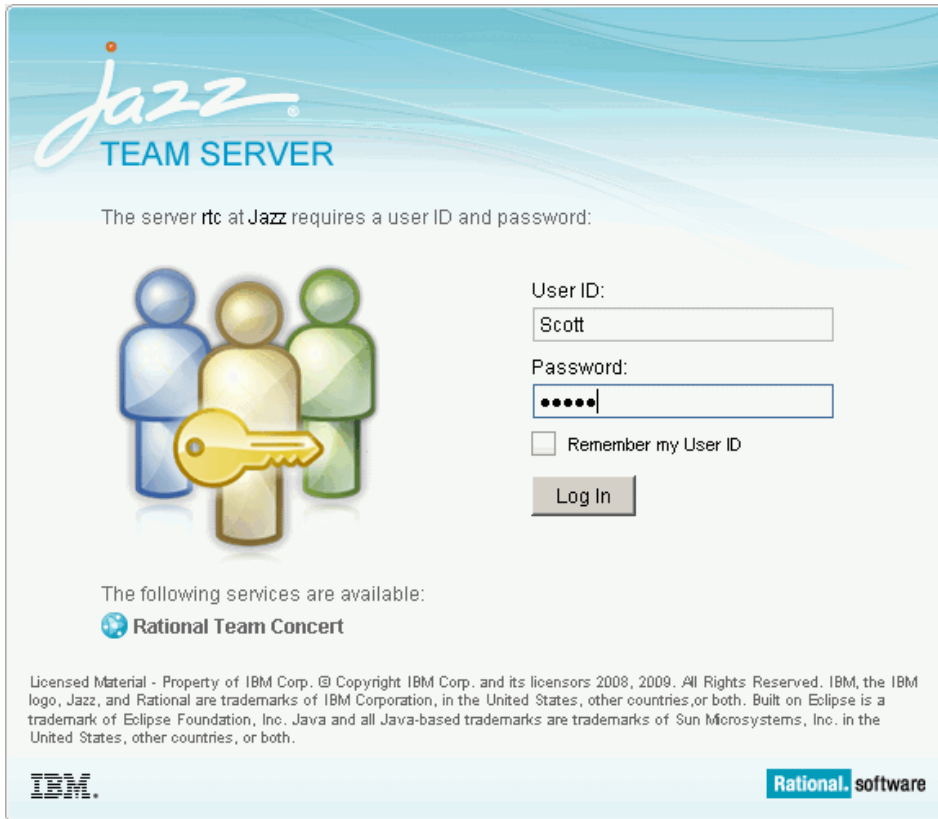 jazz®
TEAM SERVER
The server rtc at Jazz requires a user ID and password:
User ID:
Scott
Password:
•••••
Remember my User ID
Log In
The following services are available:
Rational Team Concert
Licensed Material - Property of IBM Corp. © Copyright IBM Corp. and its licensors 2008, 2009. All Rights Reserved. IBM, the IBM
logo, Jazz, and Rational are trademarks of IBM Corporation, in the United States, other countries,or both. Built on Eclipse is a
trademark of Eclipse Foundation, Inc. Java and all Java-based trademarks are trademarks of Sun Microsystems, Inc. in the
United States, other countries, or both.
IBM.
Rational. software